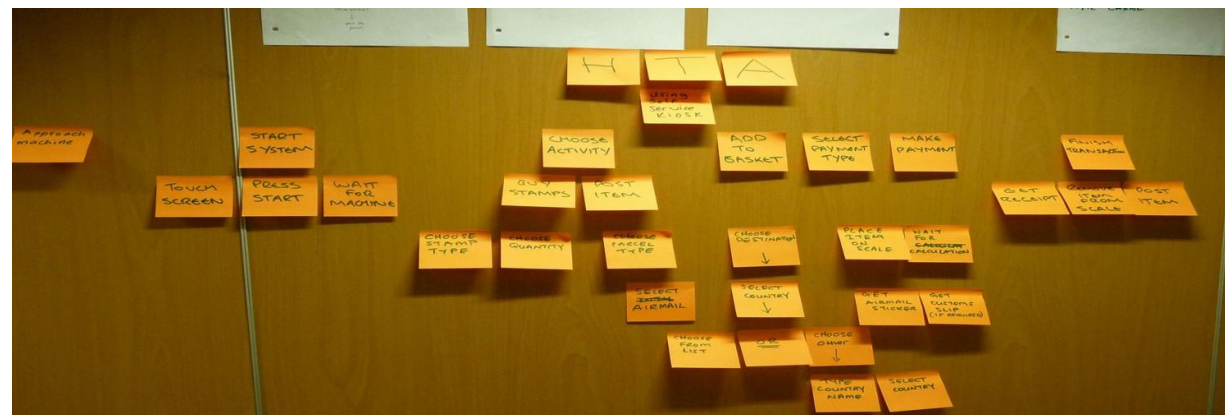 H T A
using
self
service
KIOSK
Approach
machine
START
SYSTEM
CHOOSE
ACTIVITY
ADD
TO
BASKET
SELECT
PAYMENT
TYPE
MAKE
PAYMENT
FINISH
TOUCH
SCREEN
PRESS
START
WAIT
FOR
MACHINE
BUY
STAMPS
POST
ITEM
GET
RECEIPT
REMOVE
ITEM
FROM
SCALE
POST
ITEM
CHOOSE
STAMP
TYPE
CHOOSE
QUANTITY
CHOOSE
PARCEL
TYPE
CHOOSE
DESTINATION
↓
PLACE
ITEM
ON
SCALE
WAIT
FOR
CALCULATION
SELECT
AIRMAIL
SELECT
COUNTRY
↓
GET
AIRMAIL
STICKER
GET
CUSTOMS
SLIP
(IF REQUIRED)
CHOOSE
FROM
LIST
OR
CHOOSE
OTHER
↓
TYPE
COUNTRY
NAME
SELECT
COUNTRY